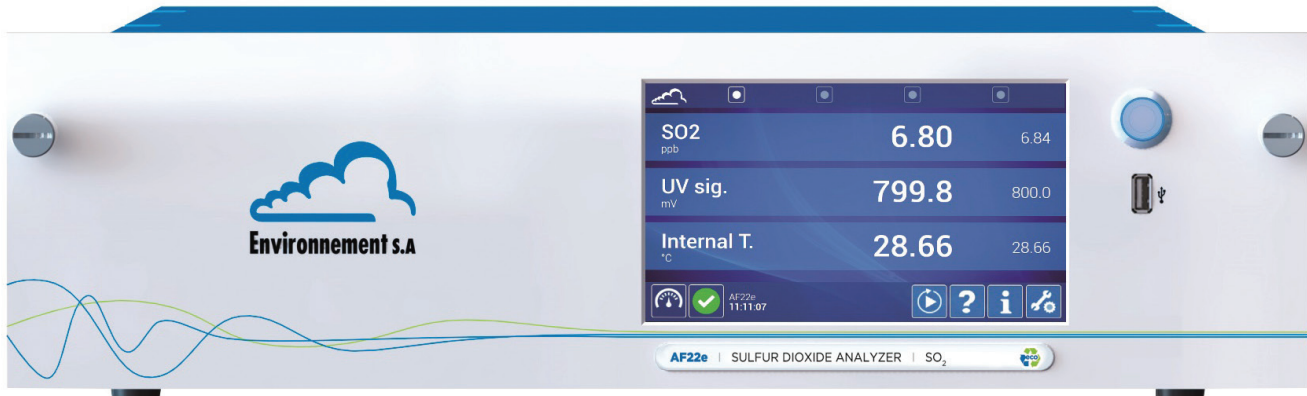 Environnement s.A
SO2
ppb
6.80
6.84
UV sig.
mV
799.8
800.0
Internal T.
°C
28.66
28.66
AF22e
11:11:07
?
i
AF22e | SULFUR DIOXIDE ANALYZER | SO₂
eco